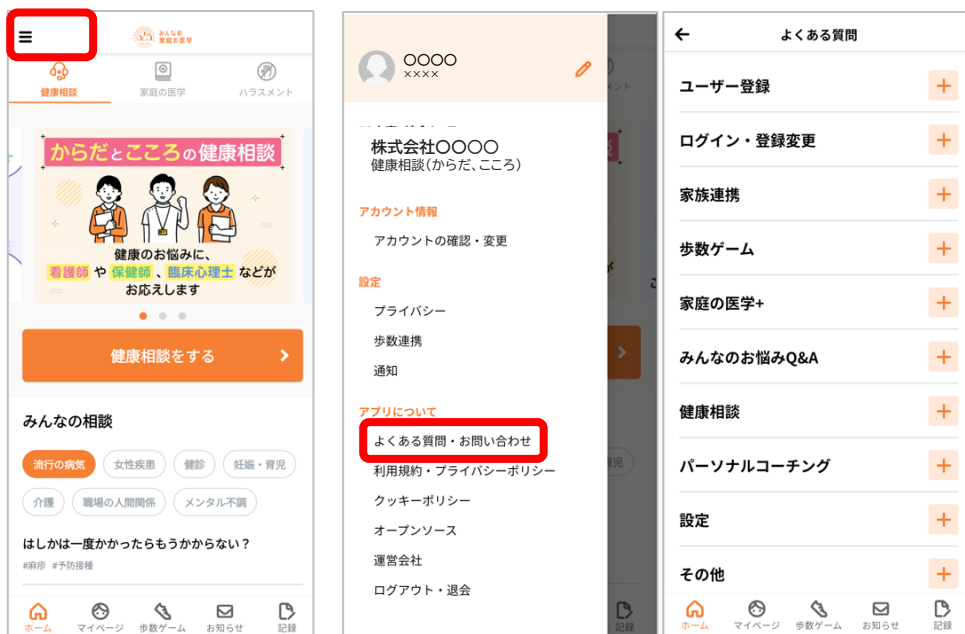 みんなの
家庭の医学
健康相談
家庭の医学
ハラスメント
からだとこころの健康相談
健康のお悩みに、
看護師 や 保健師 、臨床心理士 などが
お応えします
健康相談をする
みんなの相談
流行の病気
女性疾患
健診
妊娠・育児
介護
職場の人間関係
メンタル不調
はしかは一度かかったらもうかからない？
#麻疹 #予防接種
ホーム
マイページ
歩数ゲーム
お知らせ
記録
〇〇〇〇
××××
株式会社〇〇〇〇
健康相談(からだ、こころ)
アカウント情報
アカウントの確認・変更
設定
プライバシー
歩数連携
通知
アプリについて
よくある質問・お問い合わせ
利用規約・プライバシーポリシー
クッキーポリシー
オープンソース
運営会社
ログアウト・退会
記録
よくある質問
ユーザー登録
ログイン・登録変更
家族連携
歩数ゲーム
家庭の医学+
みんなのお悩みQ&A
健康相談
パーソナルコーチング
設定
その他
ホーム
マイページ
歩数ゲーム
お知らせ
記録